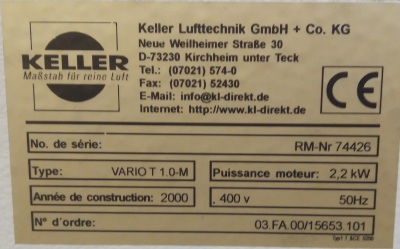 KELLER
Maßstab für reine Luft
Keller Lufttechnik GmbH + Co. KG
Neue Weilheimer Straße 30
D-73230 Kirchheim unter Teck
Tel.: (07021) 574-0
Fax: (07021) 52430
E-Mail: info@kl-direkt.de
Internet: http://www.kl-direkt.de
CE
No. de série: RM-Nr 74426
Type: VARIO T 1.0-M Puissance moteur: 2,2 kW
Année de construction: 2000 400 v 50Hz
N° d´ordre: 03.FA.00/15653.101